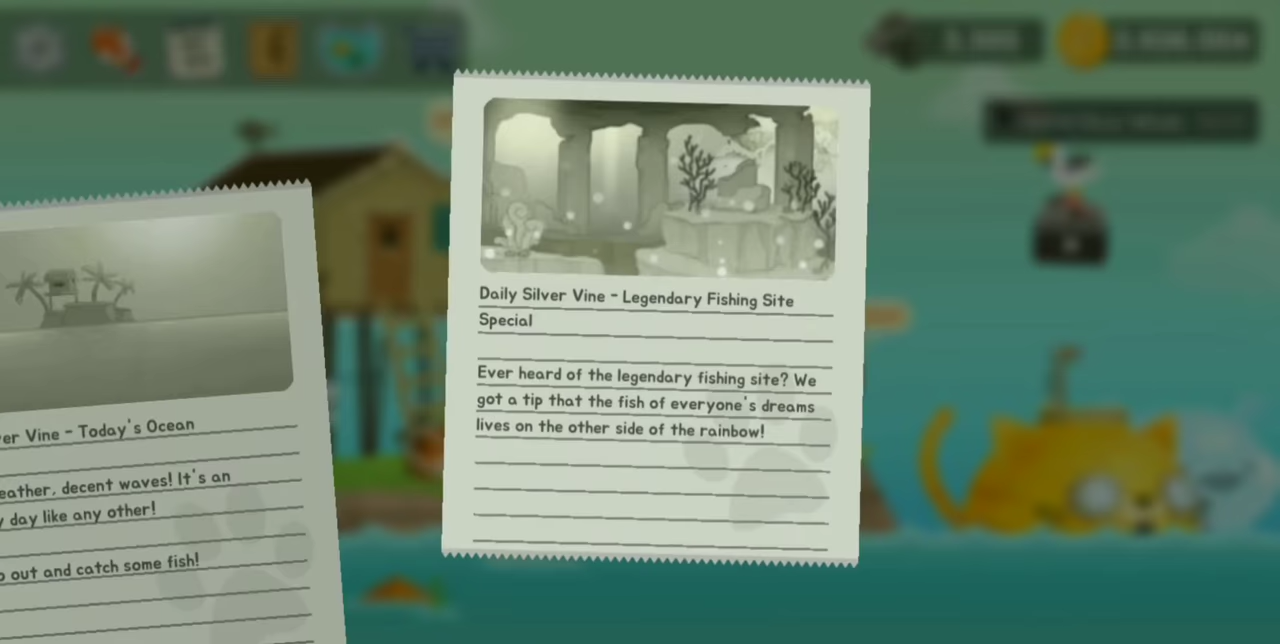 Daily Silver Vine - Legendary Fishing Site
Special
Ever heard of the legendary fishing site? We
got a tip that the fish of everyone's dreams
lives on the other side of the rainbow!
Vine - Today's Ocean
decent waves! It's an
day like any other!
out and catch some fish!